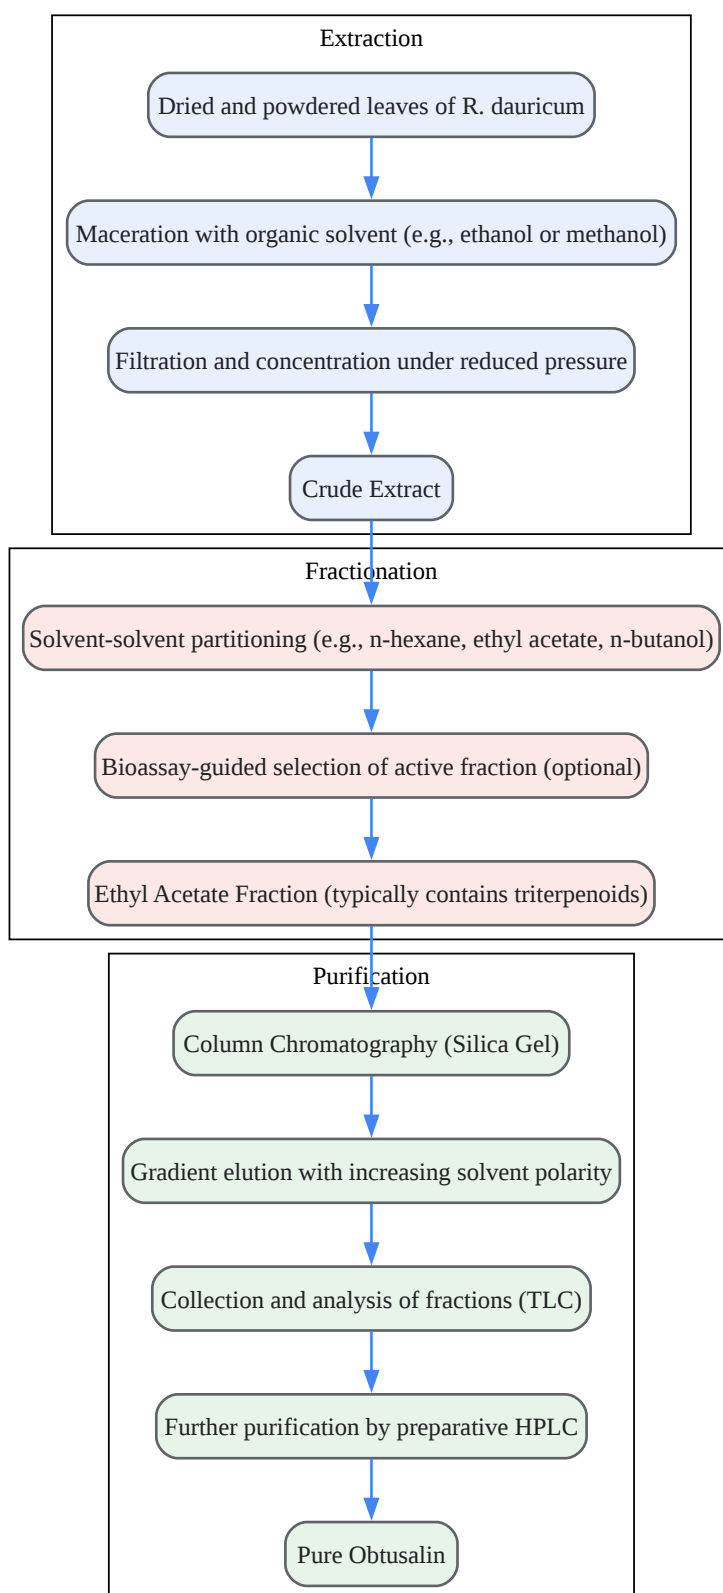 Extraction
Dried and powdered leaves of R. dauricum
Maceration with organic solvent (e.g., ethanol or methanol)
Filtration and concentration under reduced pressure
Crude Extract
Fractionation
Solvent-solvent partitioning (e.g., n-hexane, ethyl acetate, n-butanol)
Bioassay-guided selection of active fraction (optional)
Ethyl Acetate Fraction (typically contains triterpenoids)
Purification
Column Chromatography (Silica Gel)
Gradient elution with increasing solvent polarity
Collection and analysis of fractions (TLC)
Further purification by preparative HPLC
Pure Obtusalin